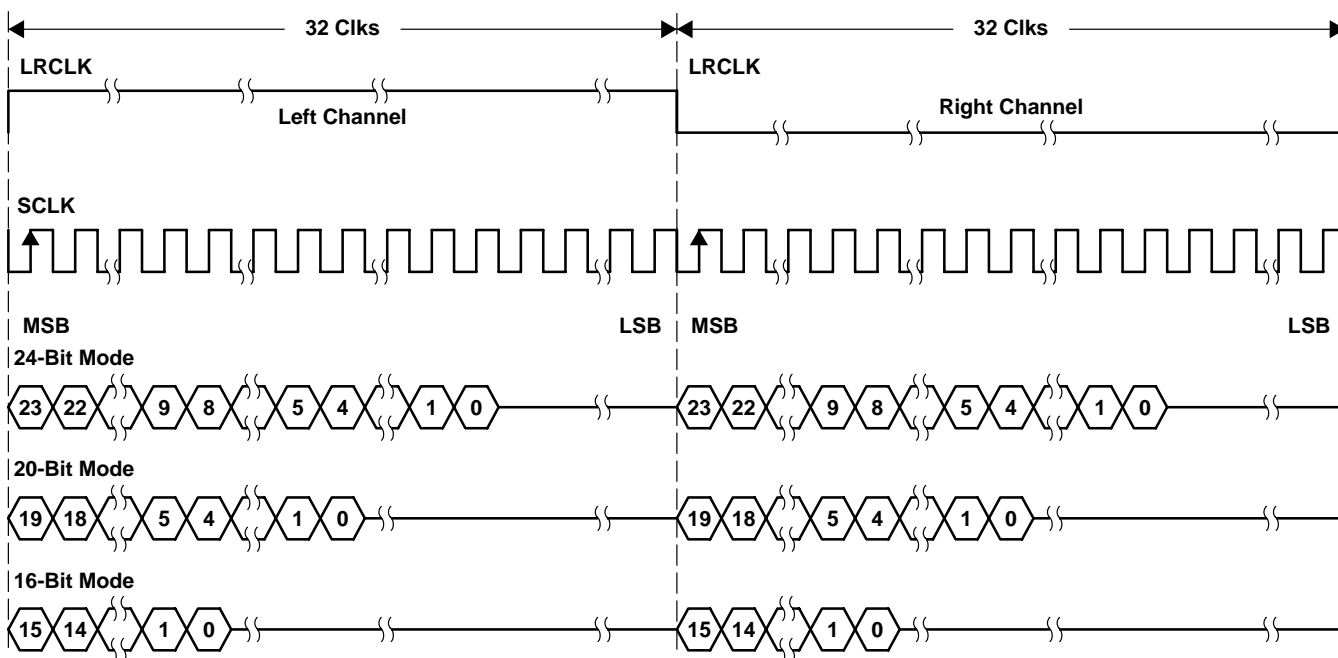 32 Clks 32 Clks
LRCLK LRCLK
Left Channel Right Channel
SCLK
MSB LSB MSB LSB
24-Bit Mode
23 22 9 8 5 4 1 0 23 22 9 8 5 4 1 0
20-Bit Mode
19 18 5 4 1 0 19 18 5 4 1 0
16-Bit Mode
15 14 1 0 15 14 1 0